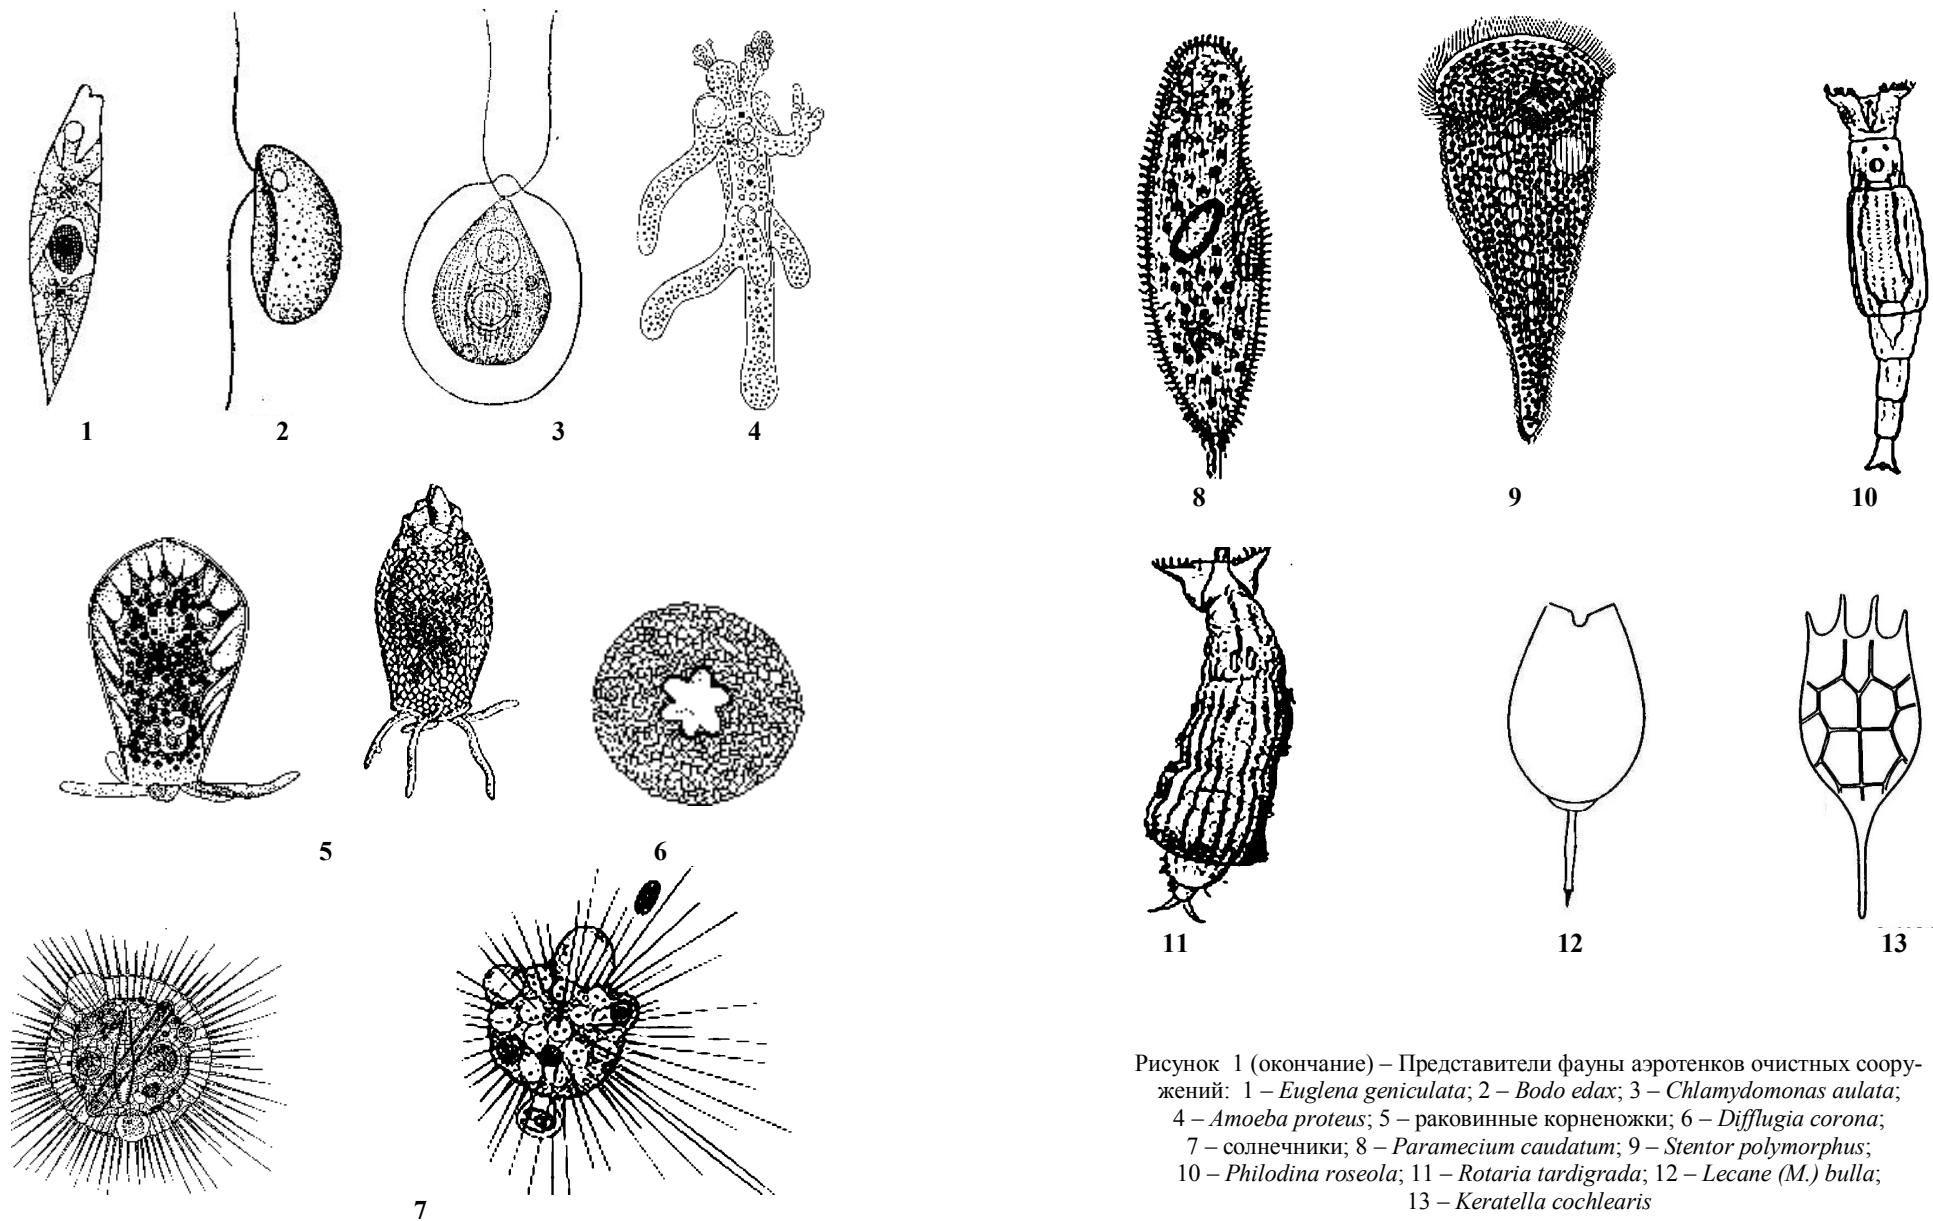 1
2
3
4
5
6
7
8
9
10
11
12
13
Рисунок 1 (окончание) – Представители фауны аэротенков очистных соору-
жений: 1 – Euglena geniculata; 2 – Bodo edax; 3 – Chlamydomonas aulata;
4 – Amoeba proteus; 5 – раковинные корненожки; 6 – Difflugia corona;
7 – солнечники; 8 – Paramecium caudatum; 9 – Stentor polymorphus;
10 – Philodina roseola; 11 – Rotaria tardigrada; 12 – Lecane (M.) bulla;
13 – Keratella cochlearis